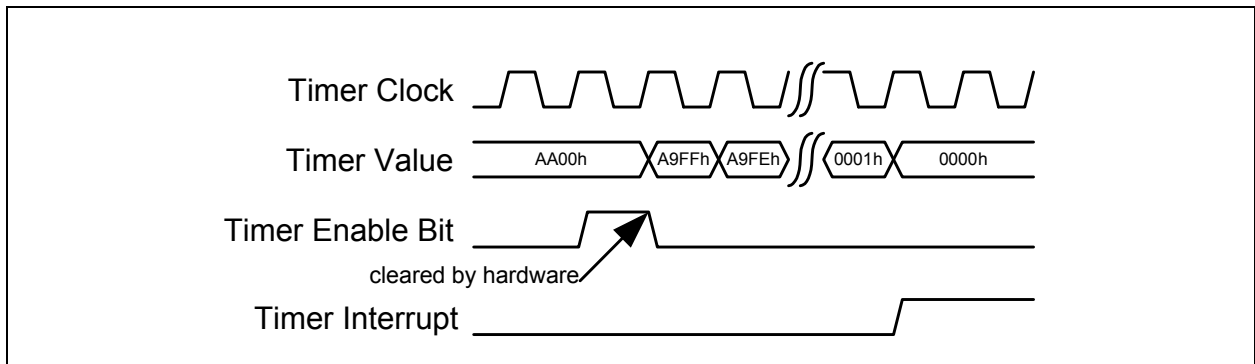 Timer Clock
Timer Value AA00h A9FFh A9FEh 0001h 0000h
Timer Enable Bit
cleared by hardware
Timer Interrupt